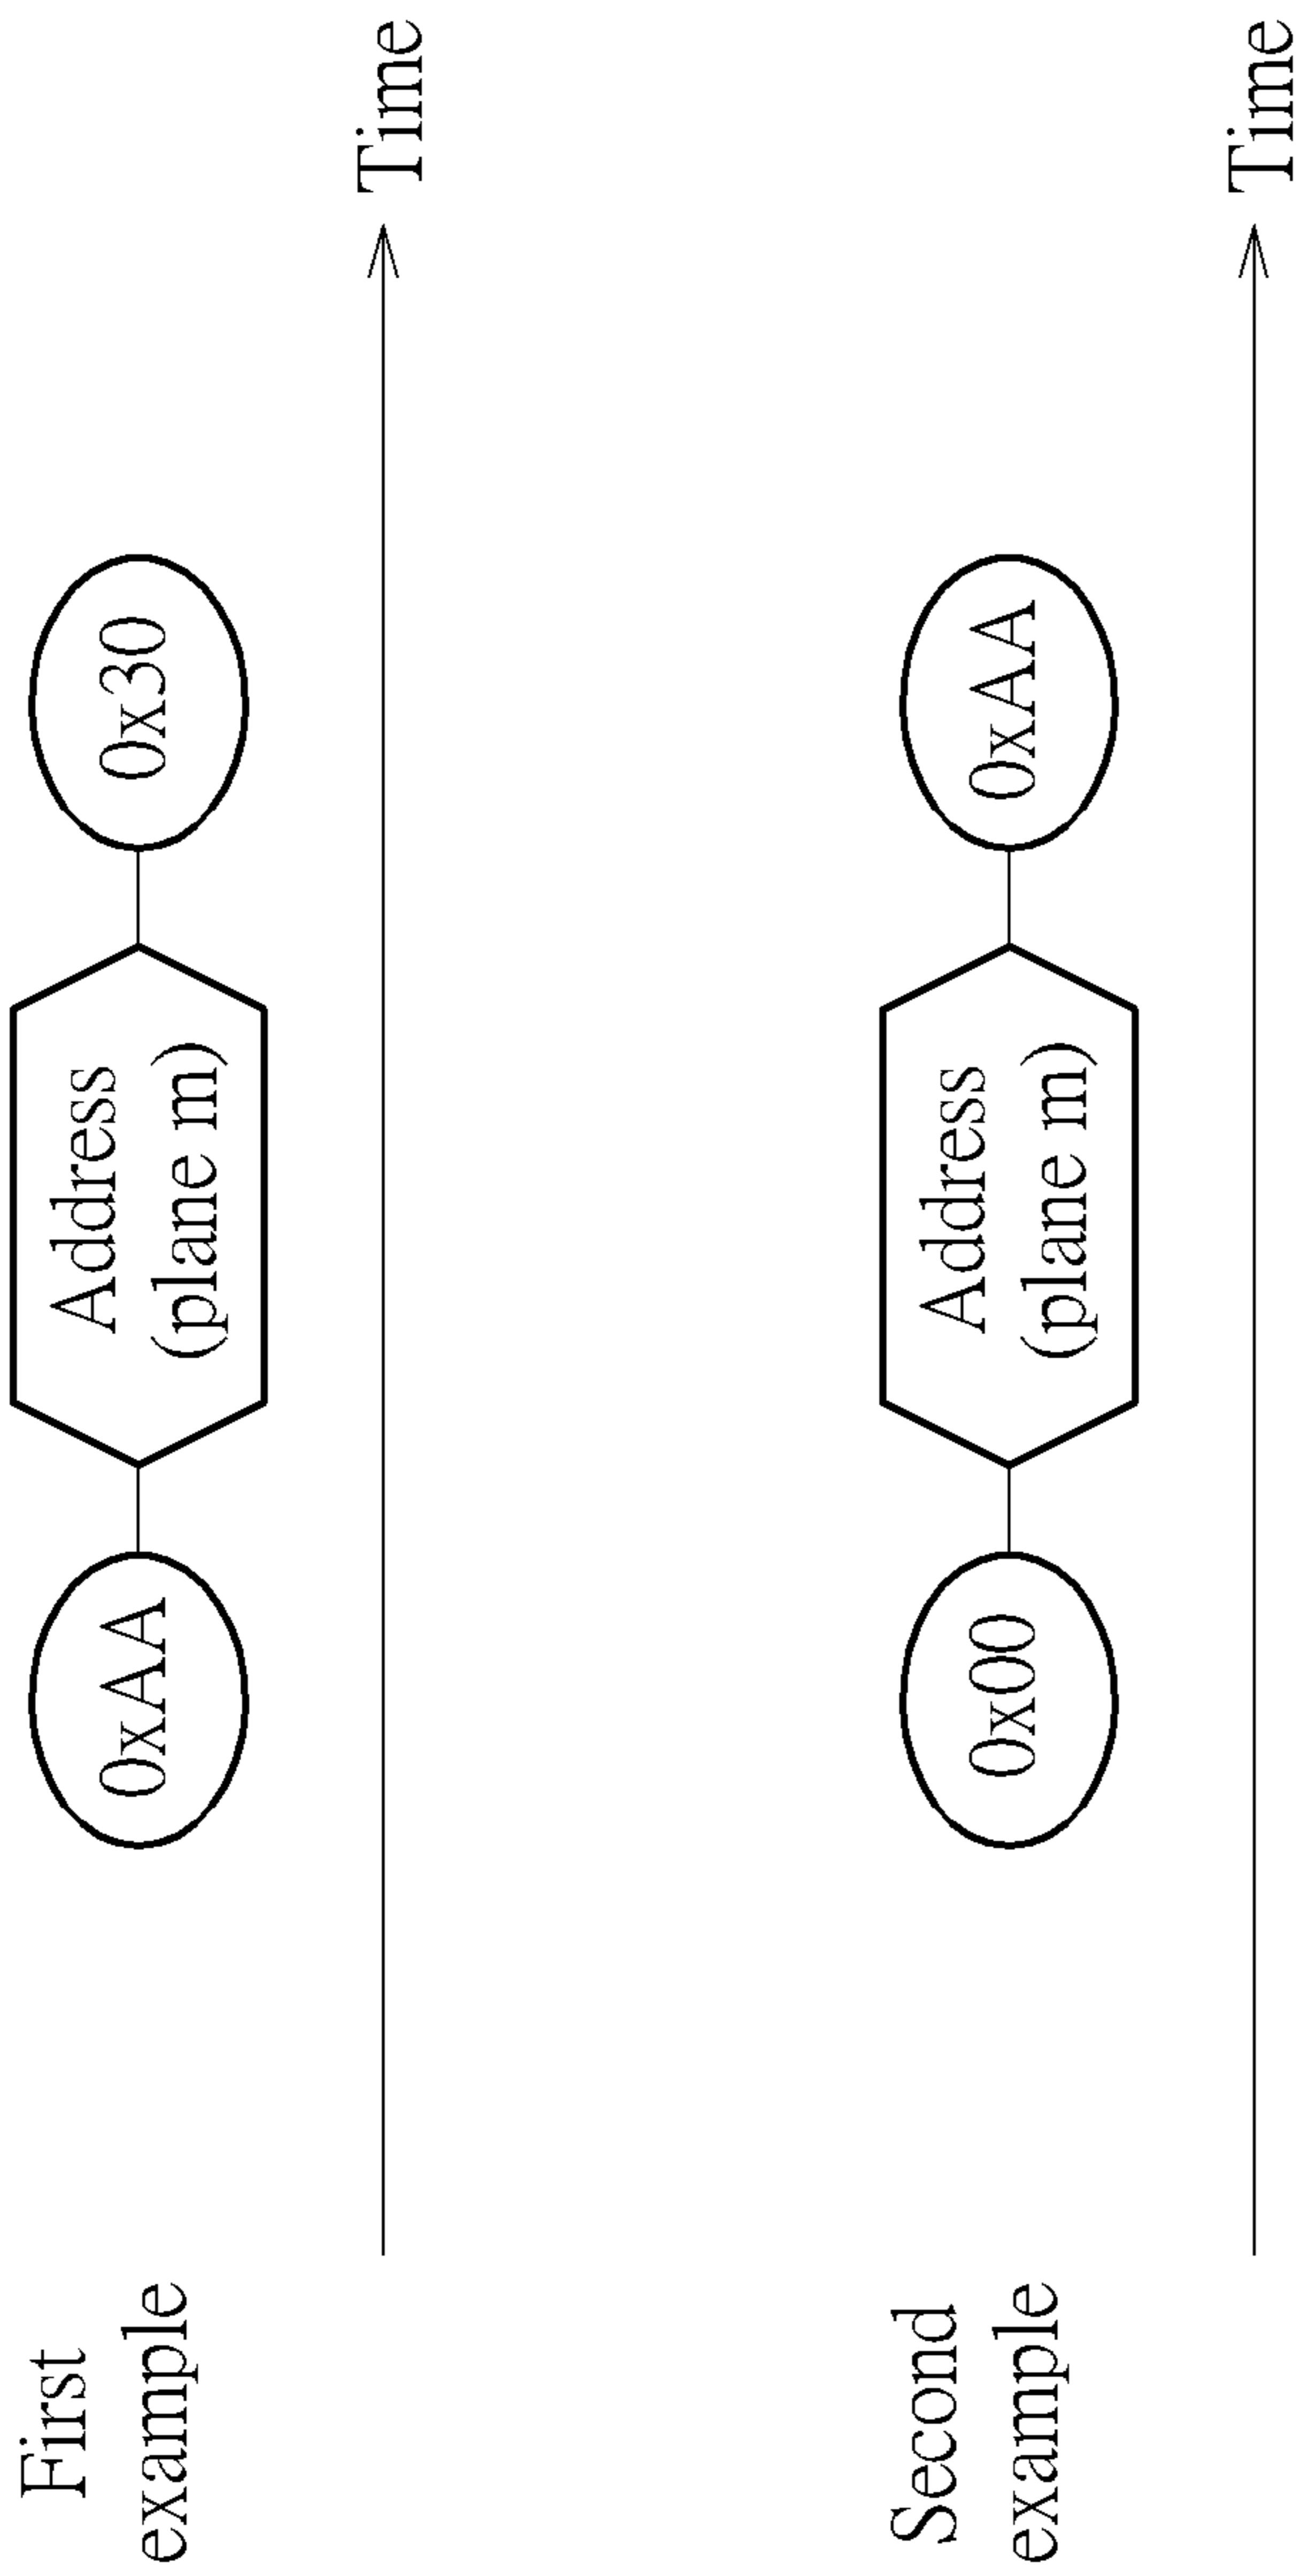 First
example
0xAA
Address
(plane m)
0x30
Time
Second
example
0x00
Address
(plane m)
0xAA
Time